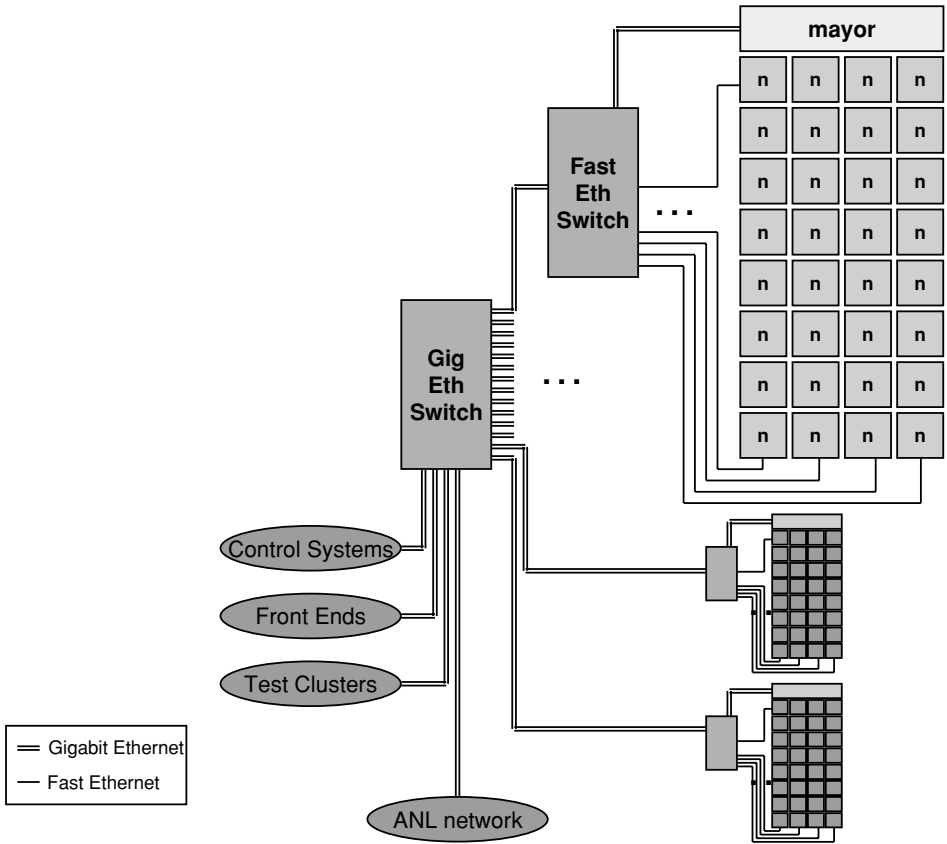 mayor
n n n n
n n n n
n n n n
n n n n
n n n n
n n n n
n n n n
n n n n
Fast
Eth
Switch
...
Gig
Eth
Switch
...
Control Systems
Front Ends
Test Clusters
ANL network
Gigabit Ethernet
Fast Ethernet